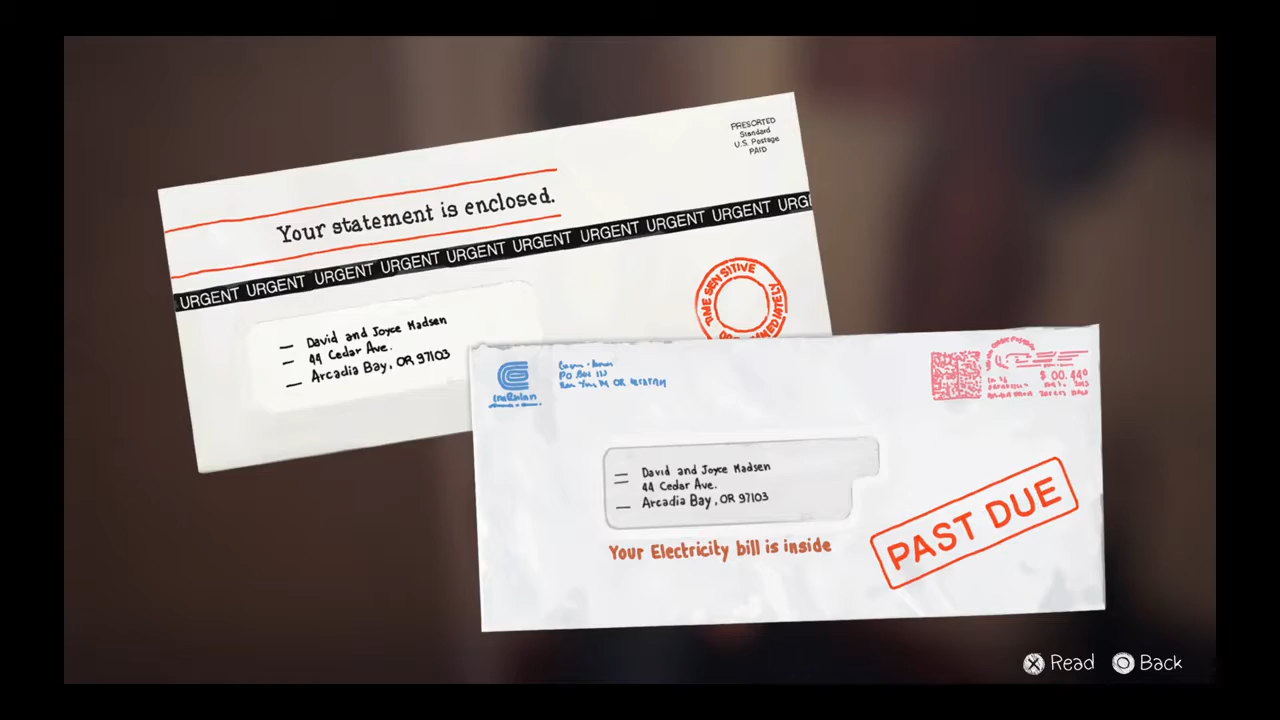 PRESORTED
Standard
U.S. Postage
PAID
Your statement is enclosed.
URGENT URGENT URGENT URGENT URGENT URGENT URGENT URGENT URGENT URG
TIME SENSITIVE
David and Joyce Madsen
44 Cedar Ave.
Arcadia Bay, OR 97103
PO Box
$ 00.44⁰
David and Joyce Madsen
44 Cedar Ave.
Arcadia Bay, OR 97103
Your Electricity bill is inside
PAST DUE
Read
Back